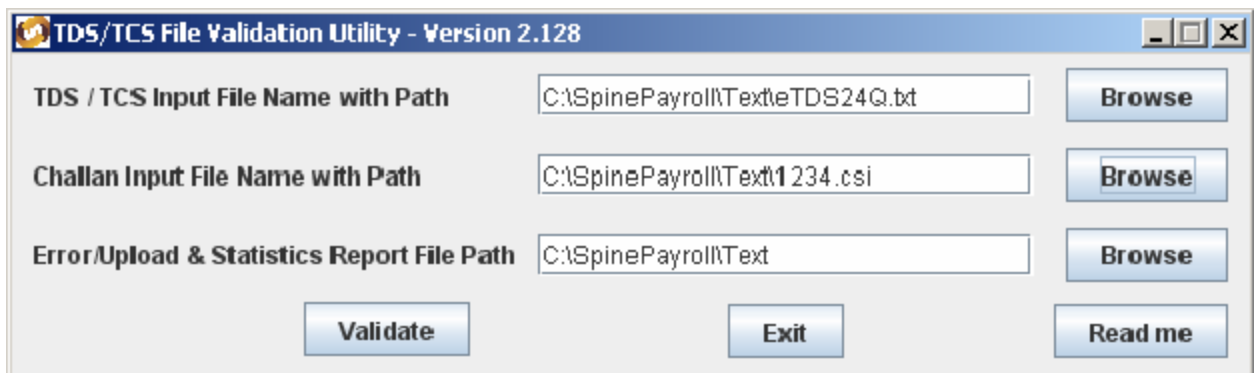 TDS/TCS File Validation Utility - Version 2.128
TDS / TCS Input File Name with Path C:\SpinePayroll\Text\eTDS24Q.txt Browse
Challan Input File Name with Path C:\SpinePayroll\Text\1234.csi Browse
Error/Upload & Statistics Report File Path C:\SpinePayroll\Text Browse
Validate Exit Read me